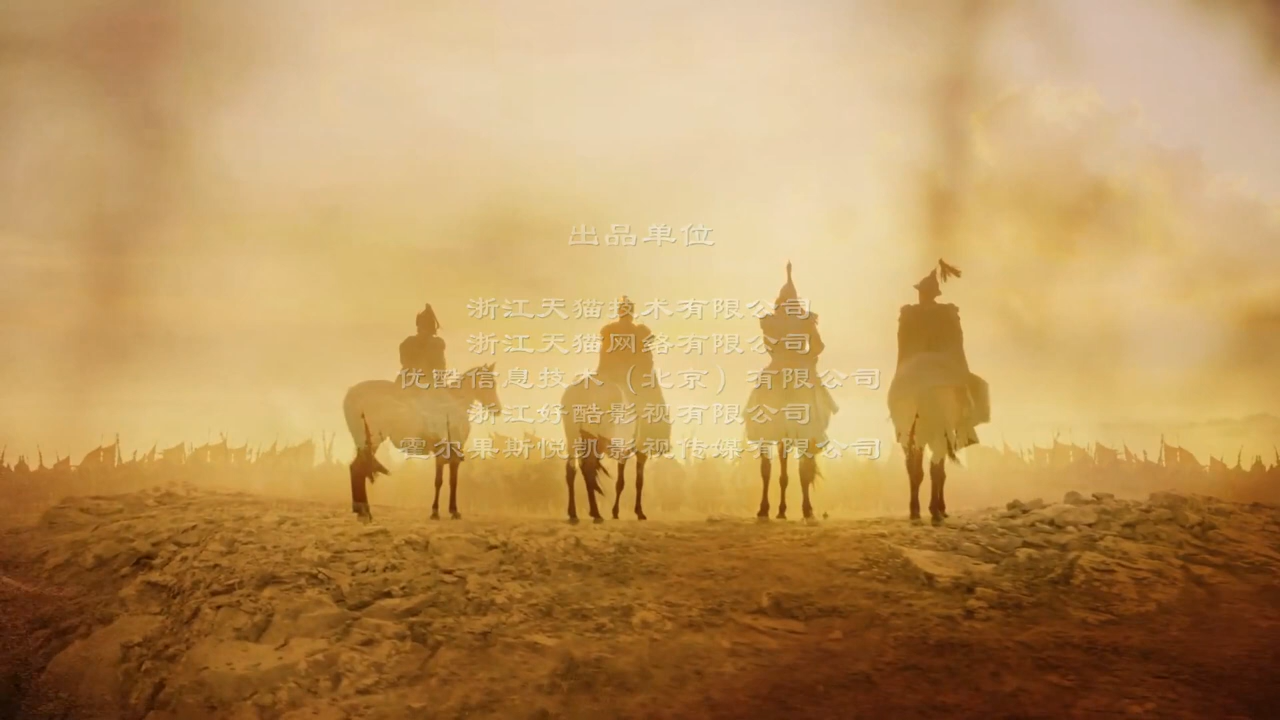 出品单位
浙江天猫技术有限公司
浙江天猫网络有限公司
优酷信息技术（北京）有限公司
浙江好酷影视有限公司
霍尔果斯悦凯影视传媒有限公司